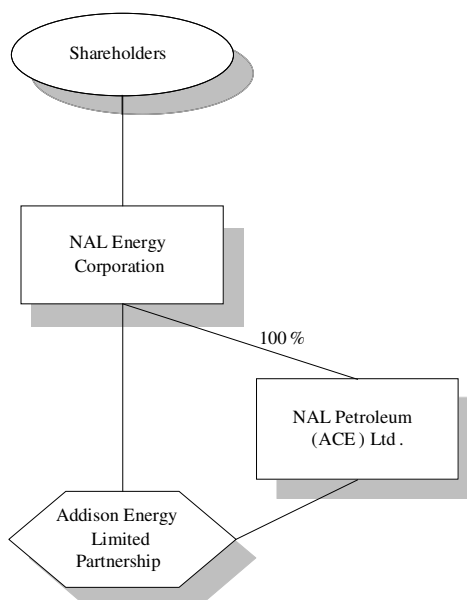 Shareholders
NAL Energy
Corporation
100 %
NAL Petroleum
(ACE ) Ltd .
Addison Energy
Limited
Partnership